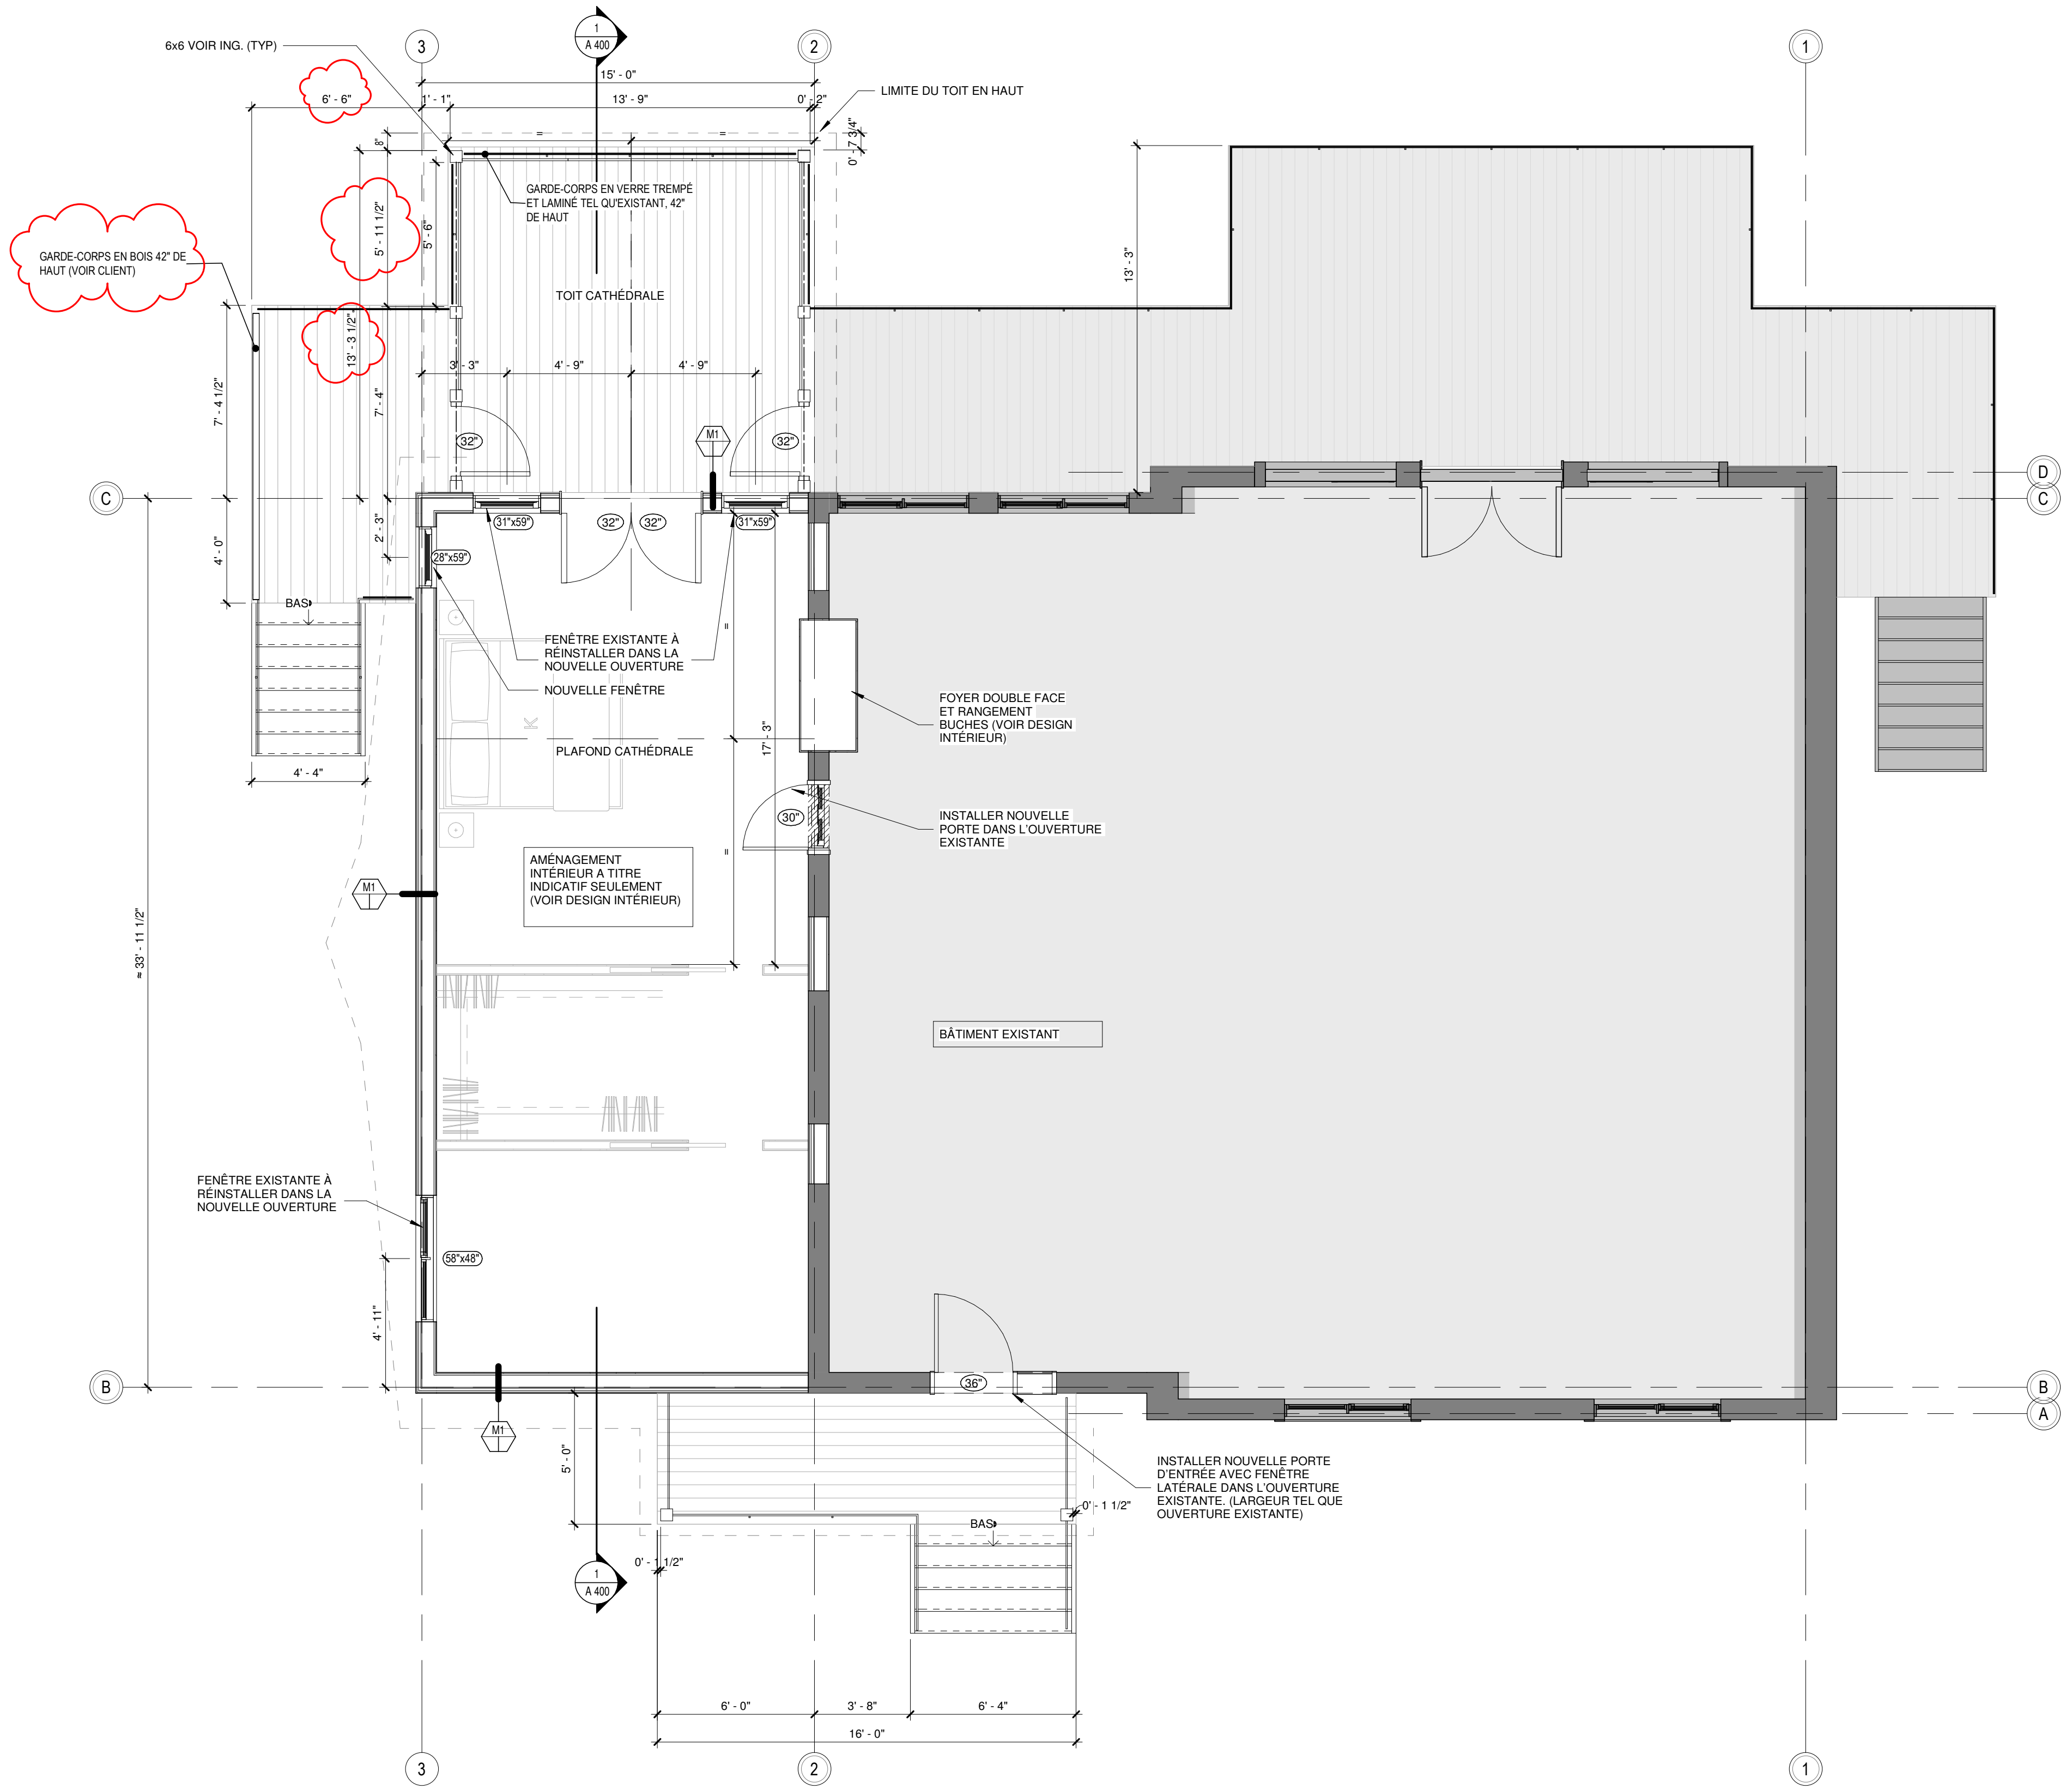 1
A 400
3
2
1
6x6 VOIR ING. (TYP)
15' - 0"
6' - 6"
1' - 1"
13' - 9"
0' - 2"
LIMITE DU TOIT EN HAUT
8"
=
=
0' - 7 3/4"
GARDE-CORPS EN VERRE TREMPÉ
ET LAMINÉ TEL QU'EXISTANT, 42"
DE HAUT
5' - 11 1/2"
5' - 6"
13' - 3"
GARDE-CORPS EN BOIS 42" DE
HAUT (VOIR CLIENT)
TOIT CATHÉDRALE
13' - 3 1/2"
3' - 3"
4' - 9"
4' - 9"
7' - 4 1/2"
7' - 4"
32"
M1
32"
D
C
C
31"x59"
32"
32"
31"x59"
2' - 3"
28"x59"
4' - 0"
BAS
FENÊTRE EXISTANTE À
RÉINSTALLER DANS LA
NOUVELLE OUVERTURE
=
NOUVELLE FENÊTRE
K
FOYER DOUBLE FACE
ET RANGEMENT
BUCHES (VOIR DESIGN
INTÉRIEUR)
17' - 3"
PLAFOND CATHÉDRALE
4' - 4"
30"
INSTALLER NOUVELLE
PORTE DANS L'OUVERTURE
EXISTANTE
=
AMÉNAGEMENT
INTÉRIEUR A TITRE
INDICATIF SEULEMENT
(VOIR DESIGN INTÉRIEUR)
M1
≈ 33' - 11 1/2"
BÂTIMENT EXISTANT
FENÊTRE EXISTANTE À
RÉINSTALLER DANS LA
NOUVELLE OUVERTURE
58"x48"
4' - 11"
36"
B
B
A
M1
5' - 0"
INSTALLER NOUVELLE PORTE
D'ENTRÉE AVEC FENÊTRE
LATÉRALE DANS L'OUVERTURE
EXISTANTE. (LARGEUR TEL QUE
OUVERTURE EXISTANTE)
0' - 1 1/2"
BAS
0' - 1 1/2"
1
A 400
6' - 0"
3' - 8"
6' - 4"
16' - 0"
3
2
1